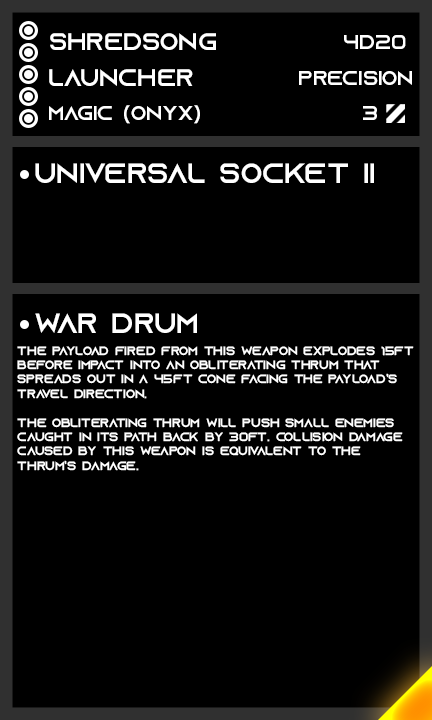 SHREDSONG 4D20
LAUNCHER PRECISION
MAGIC (ONYX) 3
•UNIVERSAL SOCKET II
•WAR DRUM
THE PAYLOAD FIRED FROM THIS WEAPON EXPLODES 15FT
BEFORE IMPACT INTO AN OBLITERATING THRUM THAT
SPREADS OUT IN A 45FT CONE FACING THE PAYLOAD'S
TRAVEL DIRECTION.
THE OBLITERATING THRUM WILL PUSH SMALL ENEMIES
CAUGHT IN ITS PATH BACK BY 30FT. COLLISION DAMAGE
CAUSED BY THIS WEAPON IS EQUIVALENT TO THE
THRUM'S DAMAGE.